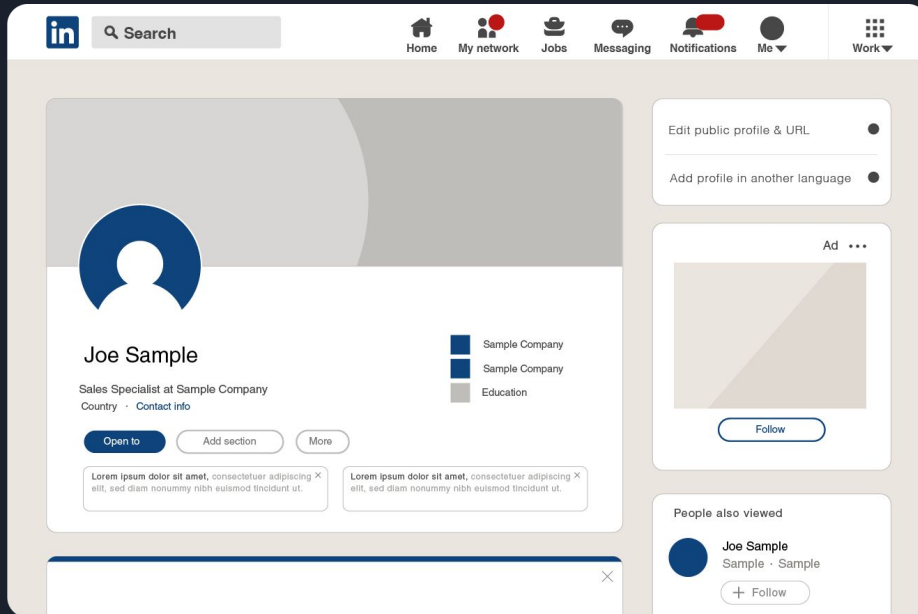 in
Search
Home
My network
Jobs
Messaging
Notifications
Me
Work
Joe Sample
Sales Specialist at Sample Company
Country · Contact info
Open to
Add section
More
Sample Company
Sample Company
Education
Lorem ipsum dolor sit amet, consectetuer adipiscing
elit, sed diam nonummy nibh euismod tincidunt ut.
Lorem ipsum dolor sit amet, consectetuer adipiscing
elit, sed diam nonummy nibh euismod tincidunt ut.
Edit public profile & URL
Add profile in another language
Ad
Follow
People also viewed
Joe Sample
Sample · Sample
+ Follow